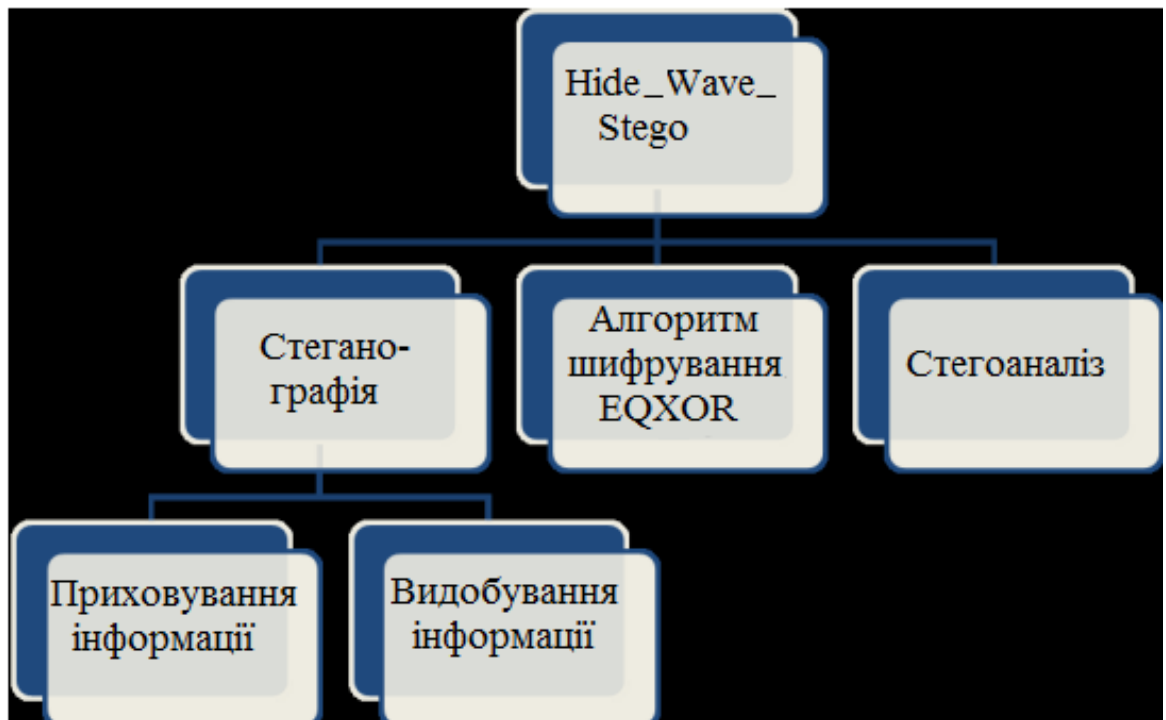 Hide_Wave_
Stego
Стегано-
графія
Алгоритм
шифрування
EQXOR
Стегоаналіз
Приховування
інформації
Видобування
інформації